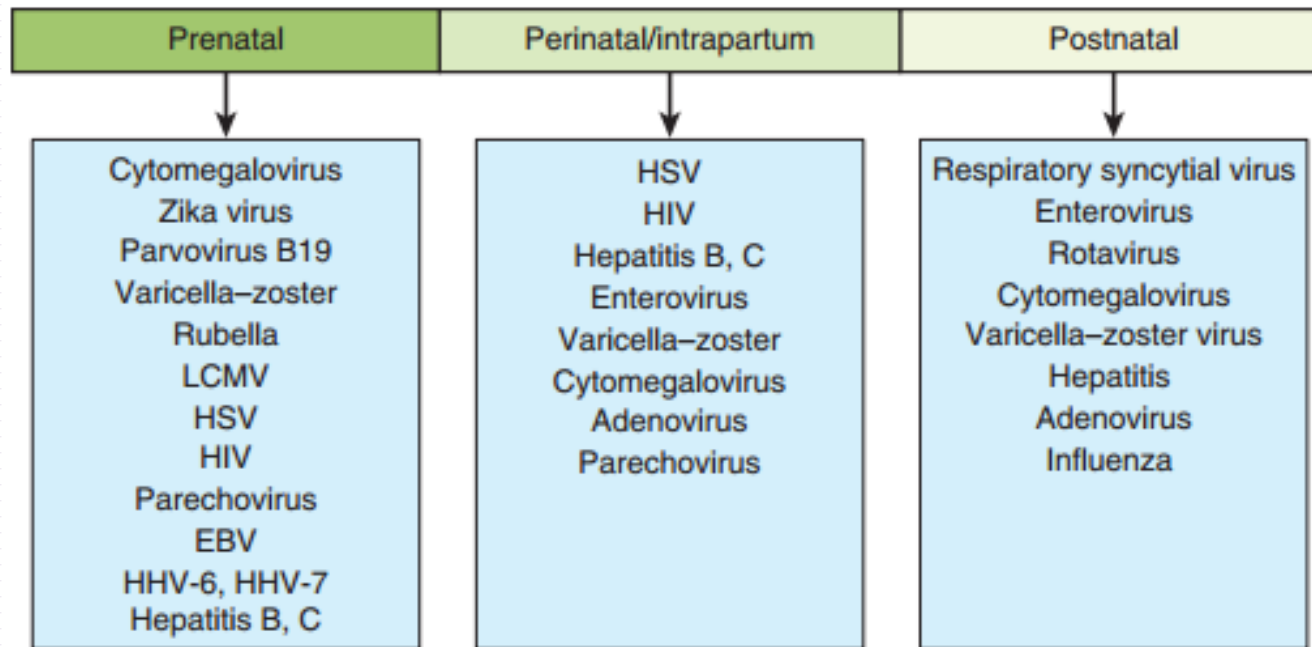 Prenatal
Perinatal/intrapartum
Postnatal
Cytomegalovirus
Zika virus
Parvovirus B19
Varicella–zoster
Rubella
LCMV
HSV
HIV
Parechovirus
EBV
HHV-6, HHV-7
Hepatitis B, C
HSV
HIV
Hepatitis B, C
Enterovirus
Varicella–zoster
Cytomegalovirus
Adenovirus
Parechovirus
Respiratory syncytial virus
Enterovirus
Rotavirus
Cytomegalovirus
Varicella–zoster virus
Hepatitis
Adenovirus
Influenza